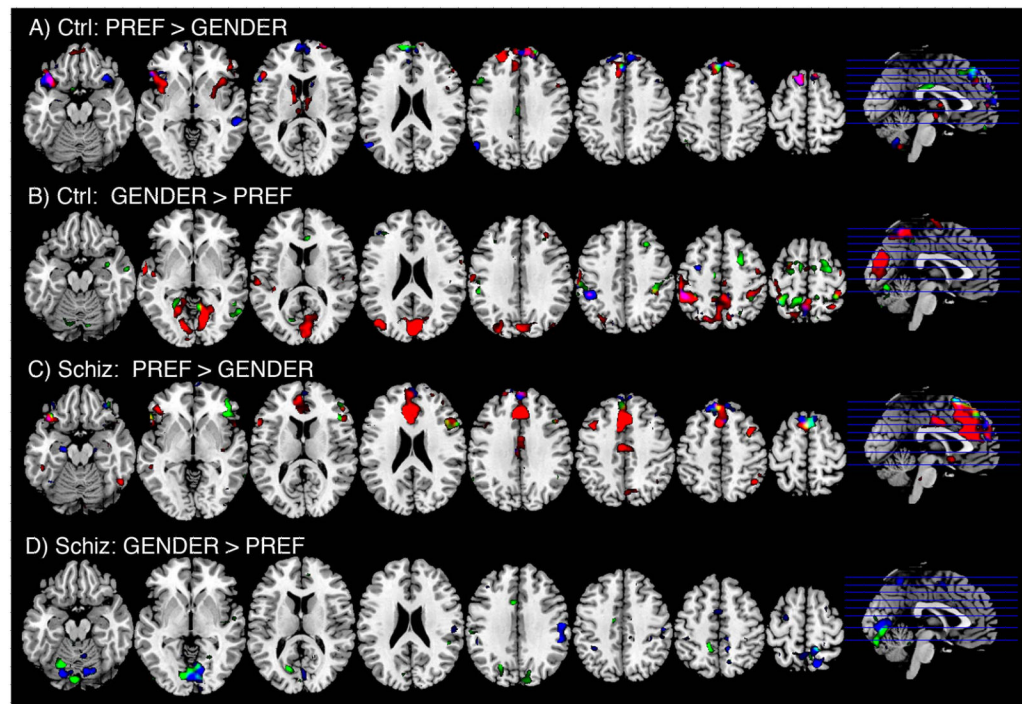 A) Ctrl: PREF > GENDER
B) Ctrl: GENDER > PREF
C) Schiz: PREF > GENDER
D) Schiz: GENDER > PREF